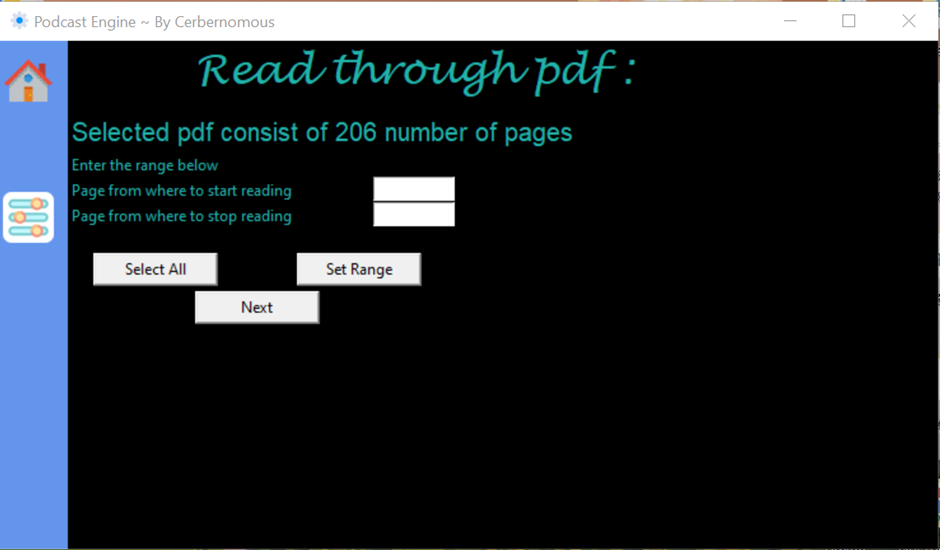 Podcast Engine ~ By Cerbernomous
Read through pdf :
Selected pdf consist of 206 number of pages
Enter the range below
Page from where to start reading
Page from where to stop reading
Select All Set Range
Next